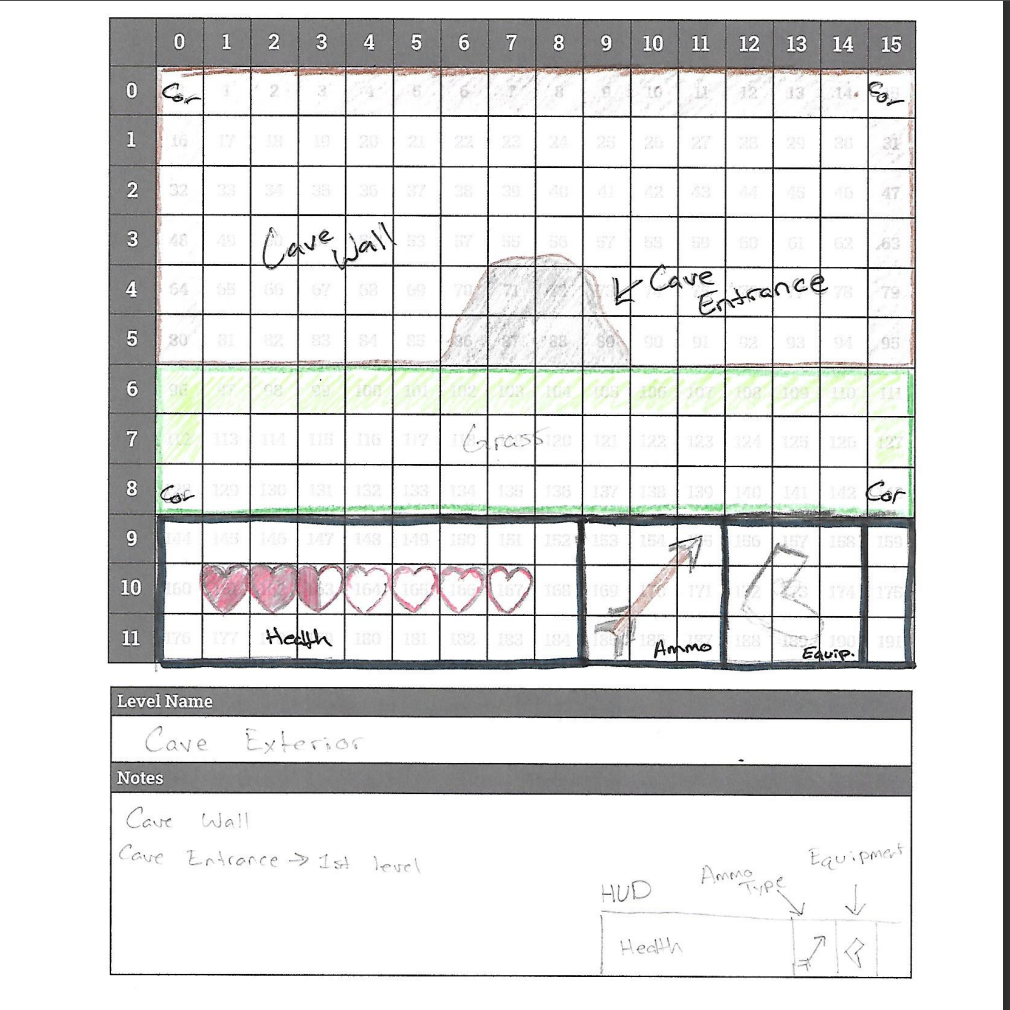 0 1 2 3 4 5 6 7 8 9 10 11 12 13 14 15
0 Cor 1 2 3 4 5 6 7 8 9 10 11 12 13 14 Cor
1 16 17 18 19 20 21 22 23 24 25 26 27 28 29 30 31
2 32 33 34 35 36 37 38 39 40 41 42 43 44 45 46 47
3 48 49 Cave Wall 53 57 55 56 57 58 59 60 61 62 63
4 64 65 66 67 68 69 70 71 Cave Entrance 78 79
5 80 81 82 83 84 85 86 87 88 89 90 91 92 93 94 95
6 96 97 98 99 100 101 102 103 104 105 106 107 108 109 110 111
7 112 113 114 115 116 117 Grass 120 121 122 123 124 125 126 127
8 Cor 129 130 131 132 133 134 135 136 137 138 139 140 141 142 Cor
9 144 145 146 147 148 149 150 151 152 153 154 156 157 158 159
10 160 163 164 165 166 167 168 169 171 174 175
11 176 177 Health 180 181 182 183 184 Ammo 188 189 190 Equip. 191
Level Name
Cave Exterior
Notes
Cave Wall
Cave Entrance → 1st level
Equipment
Ammo
Type
HUD
Health